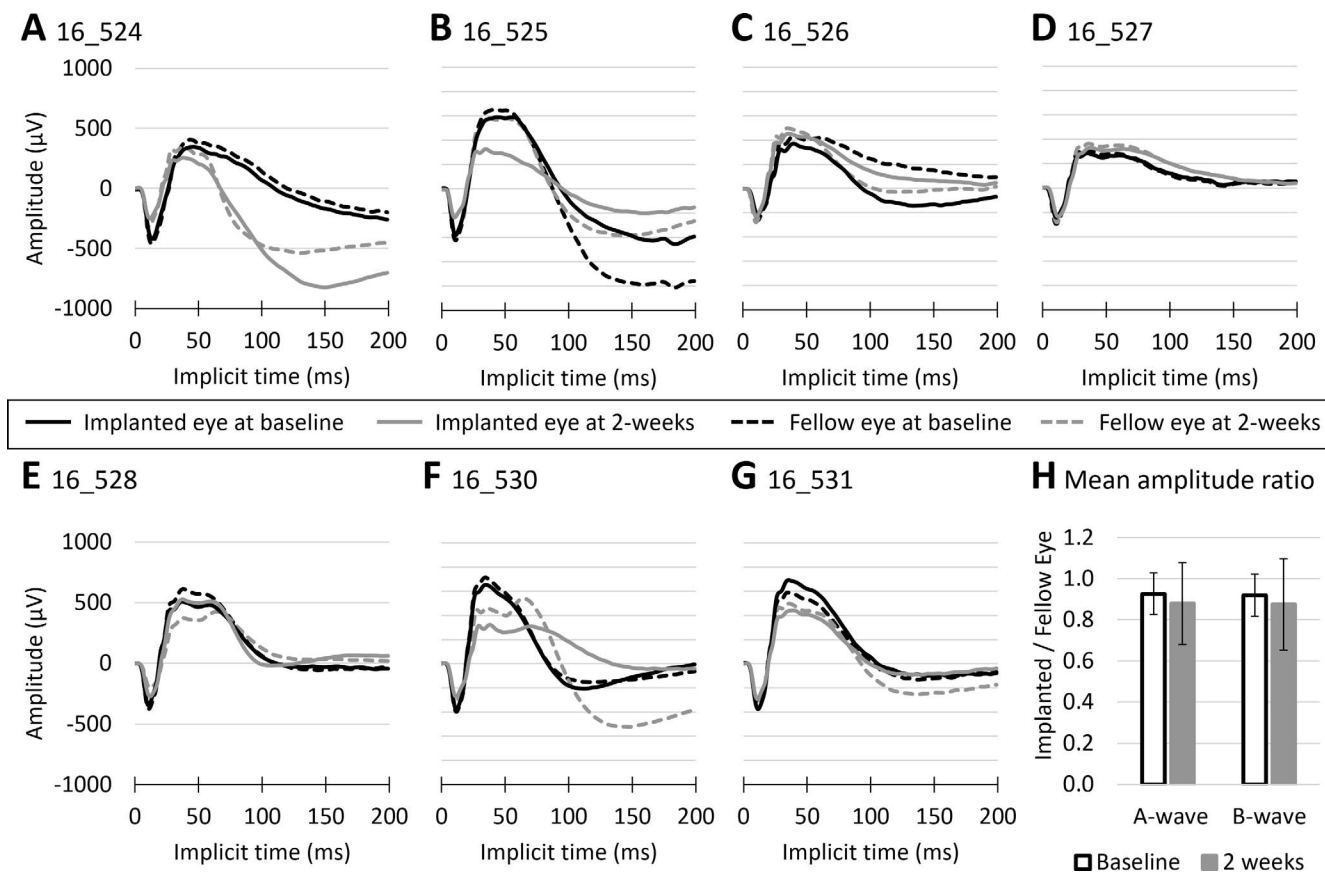 A 16_524
B 16_525
C 16_526
D 16_527
1000
500
0
-500
-1000
Amplitude (µV)
0 50 100 150 200
0 50 100 150 200
0 50 100 150 200
0 50 100 150 200
Implicit time (ms)
Implicit time (ms)
Implicit time (ms)
Implicit time (ms)
Implanted eye at baseline
Implanted eye at 2-weeks
Fellow eye at baseline
Fellow eye at 2-weeks
E 16_528
F 16_530
G 16_531
H Mean amplitude ratio
1000
500
0
-500
-1000
Amplitude (µV)
0 50 100 150 200
0 50 100 150 200
0 50 100 150 200
Implicit time (ms)
Implicit time (ms)
Implicit time (ms)
Implanted / Fellow Eye
1.2
1.0
0.8
0.6
0.4
0.2
0.0
A-wave B-wave
Baseline 2 weeks